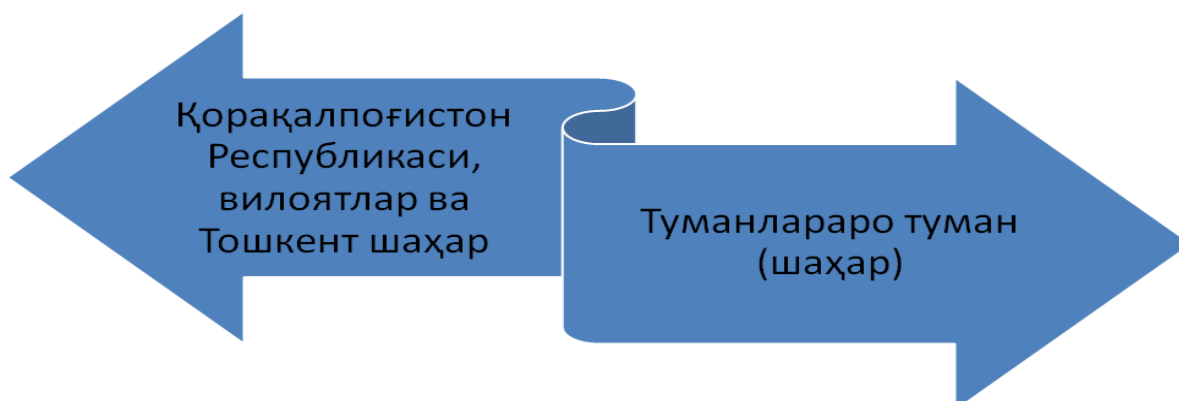 Қорақалпоғистон
Республикаси,
вилоятлар ва
Тошкент шаҳар
Туманлараро туман
(шаҳар)